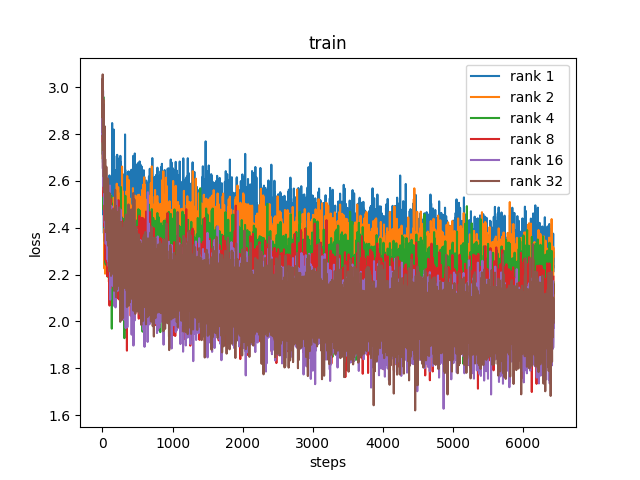 train
3.0
2.8
2.6
2.4
2.2
2.0
1.8
1.6
loss
0
1000
2000
3000
4000
5000
6000
steps
rank 1
rank 2
rank 4
rank 8
rank 16
rank 32